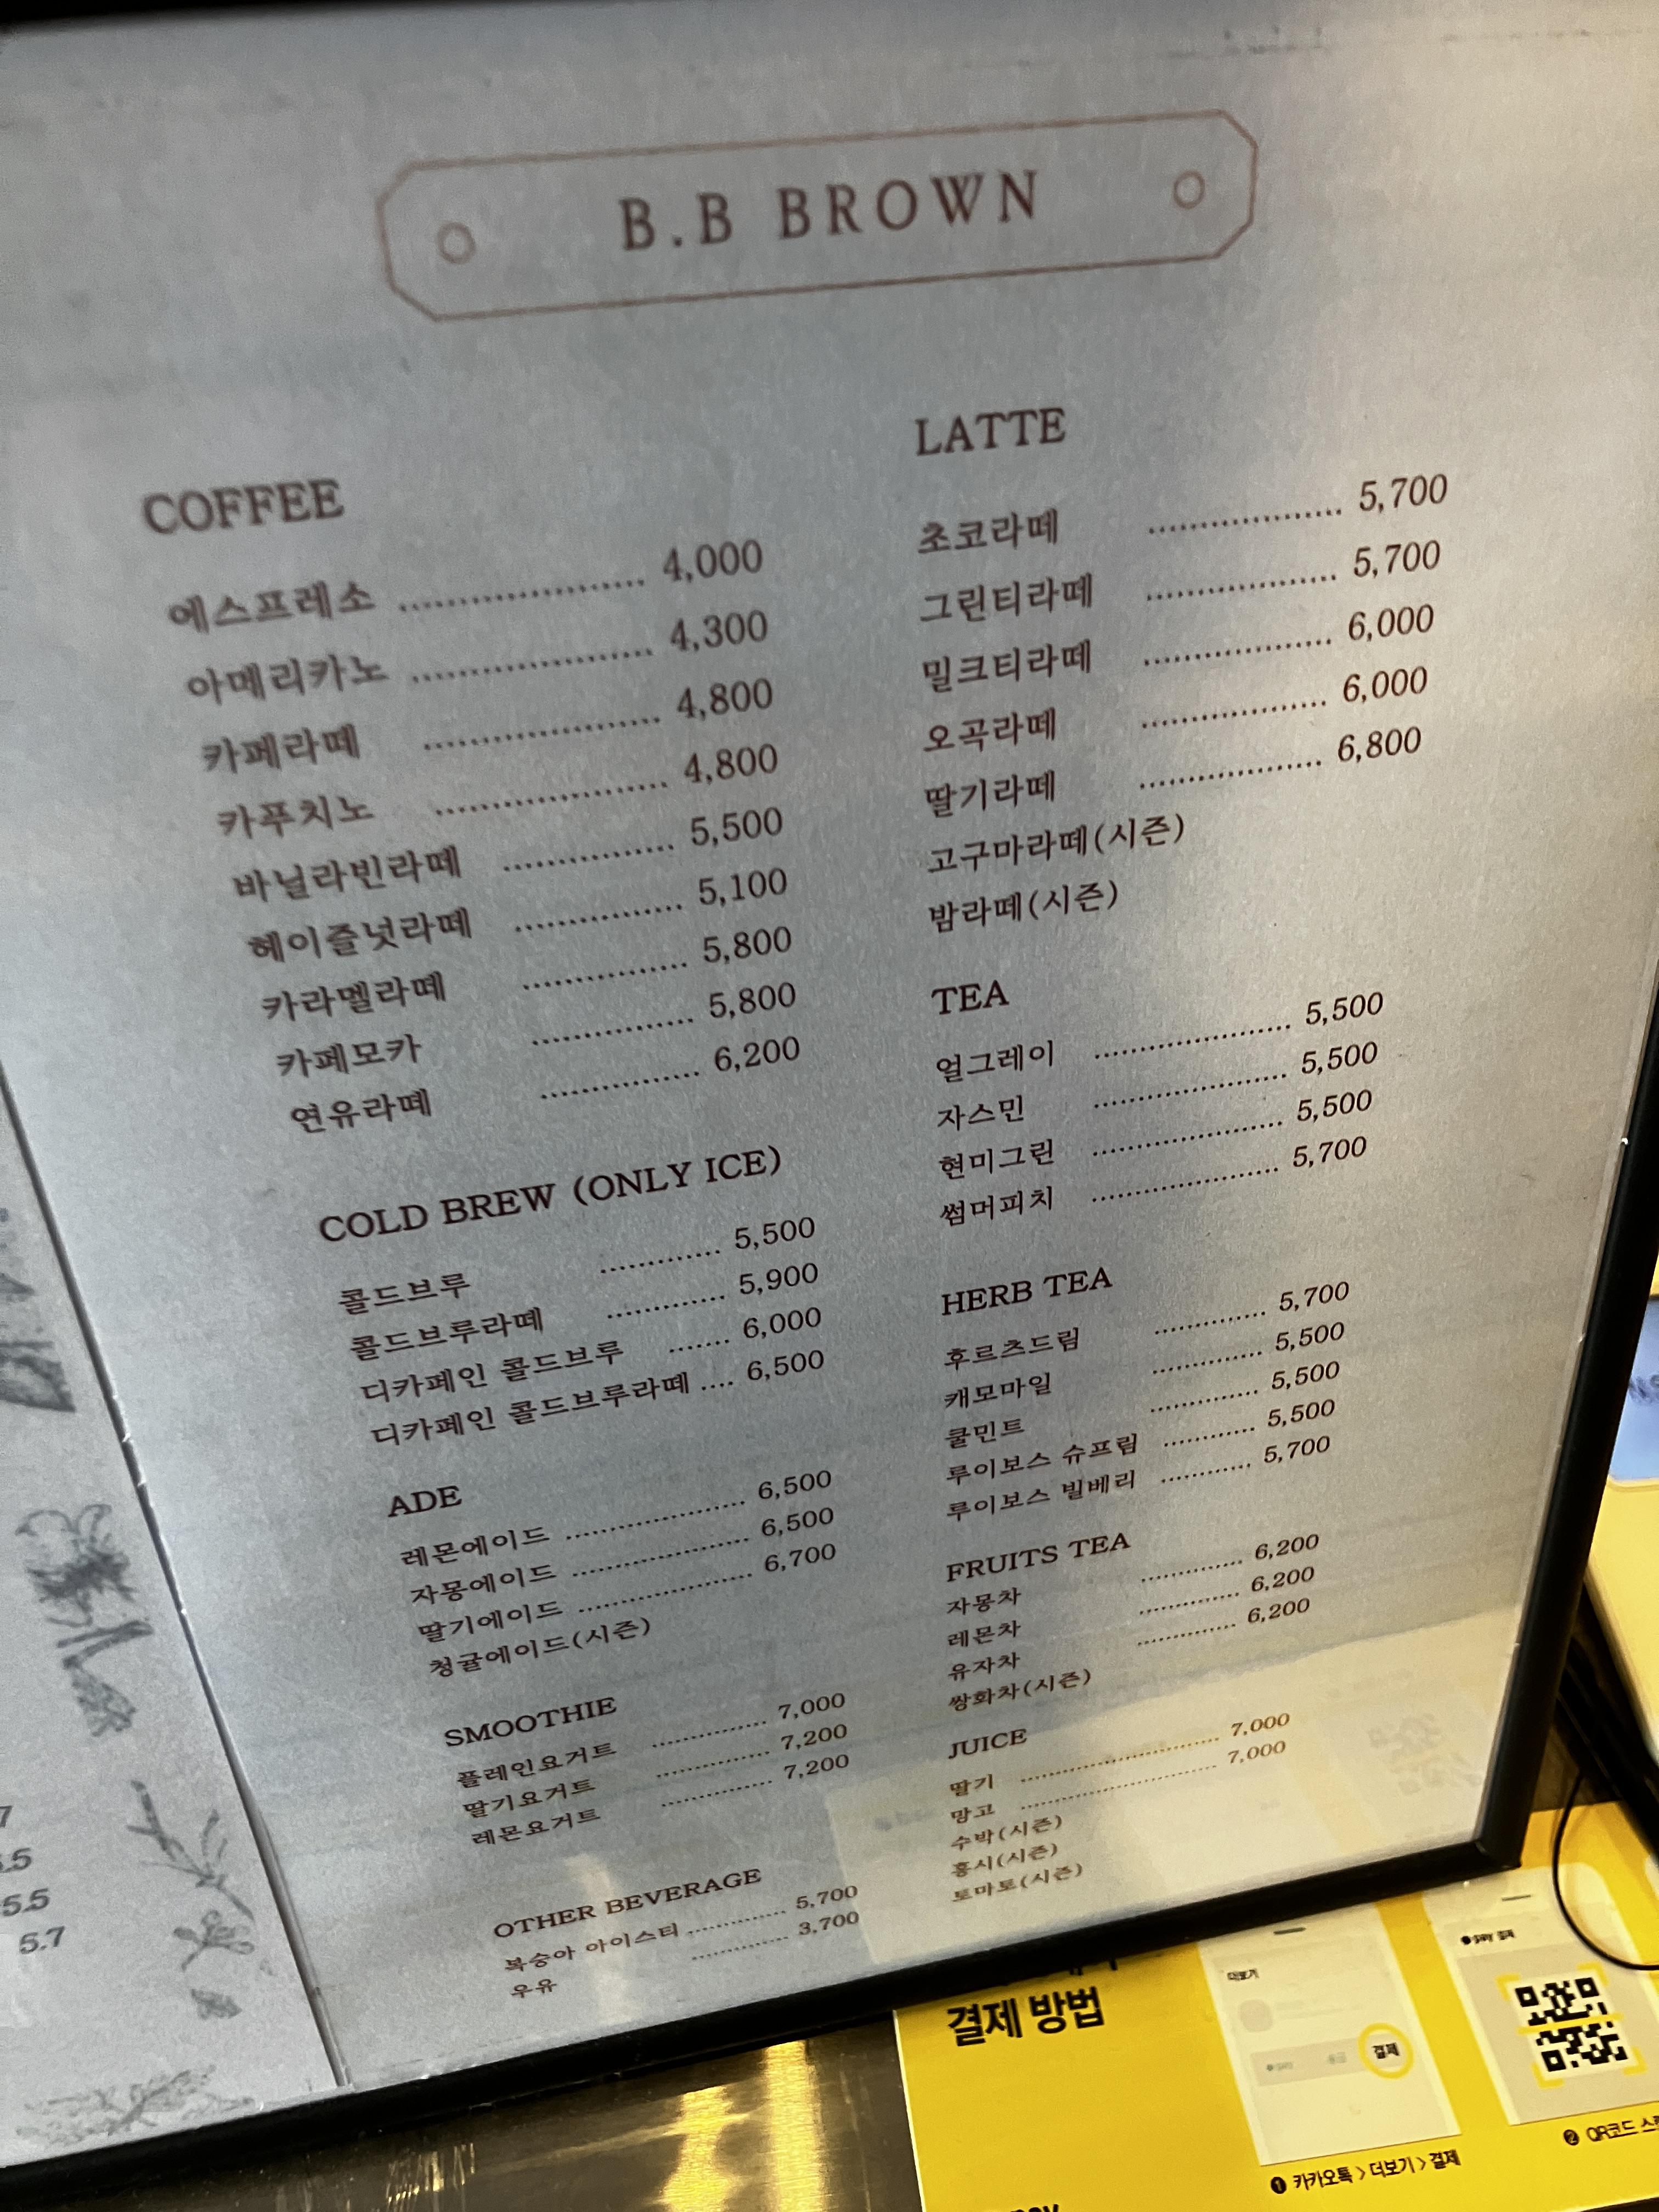 B.B BROWN
COFFEE
에스프레소 ........................ 4,000
아메리카노 ........................ 4,300
카페라떼 ........................ 4,800
카푸치노 ........................ 4,800
바닐라빈라떼 .................. 5,500
헤이즐넛라떼 .................. 5,100
카라멜라떼 .................. 5,800
카페모카 .................. 5,800
연유라떼 .................. 6,200
COLD BREW (ONLY ICE)
콜드브루 ............. 5,500
콜드브루라떼 ............. 5,900
디카페인 콜드브루 ....... 6,000
디카페인 콜드브루라떼 .... 6,500
ADE
레몬에이드 ........................ 6,500
자몽에이드 ........................ 6,500
딸기에이드 ........................ 6,700
청귤에이드(시즌)
SMOOTHIE
플레인요거트 ................ 7,000
딸기요거트 ................ 7,200
레몬요거트 ................ 7,200
OTHER BEVERAGE
복숭아 아이스티 .............. 5,700
우유 .............. 3,700
LATTE
초코라떼 .................... 5,700
그린티라떼 .................... 5,700
밀크티라떼 .................... 6,000
오곡라떼 .................... 6,000
딸기라떼 .................... 6,800
고구마라떼(시즌)
밤라떼(시즌)
TEA
얼그레이 ........................ 5,500
자스민 ........................ 5,500
현미그린 ........................ 5,500
썸머피치 ........................ 5,700
HERB TEA
후르츠드림 ............... 5,700
캐모마일 ............... 5,500
쿨민트 ............... 5,500
루이보스 슈프림 ............. 5,500
루이보스 빌베리 ............. 5,700
FRUITS TEA
자몽차 ............... 6,200
레몬차 ............... 6,200
유자차 ............... 6,200
쌍화차(시즌)
JUICE
딸기 .............................. 7,000
망고 .............................. 7,000
수박(시즌)
홍시(시즌)
토마토(시즌)
5.5
5.7
결제 방법
더보기
결제
❶ 카카오톡 > 더보기 > 결제
❷ QR코드